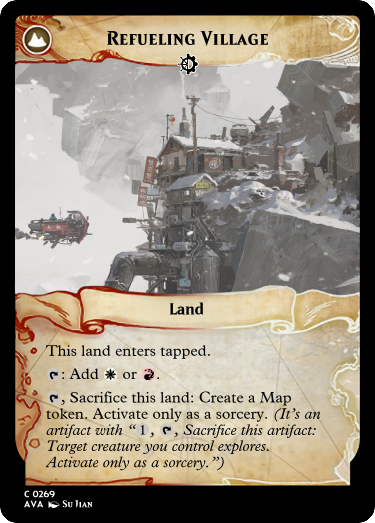 Refueling Village
Land
This land enters tapped.
: Add or .
, Sacrifice this land: Create a Map
token. Activate only as a sorcery. (It's an
artifact with “1, , Sacrifice this artifact:
Target creature you control explores.
Activate only as a sorcery.”)
C 0269
AVA Su Jian